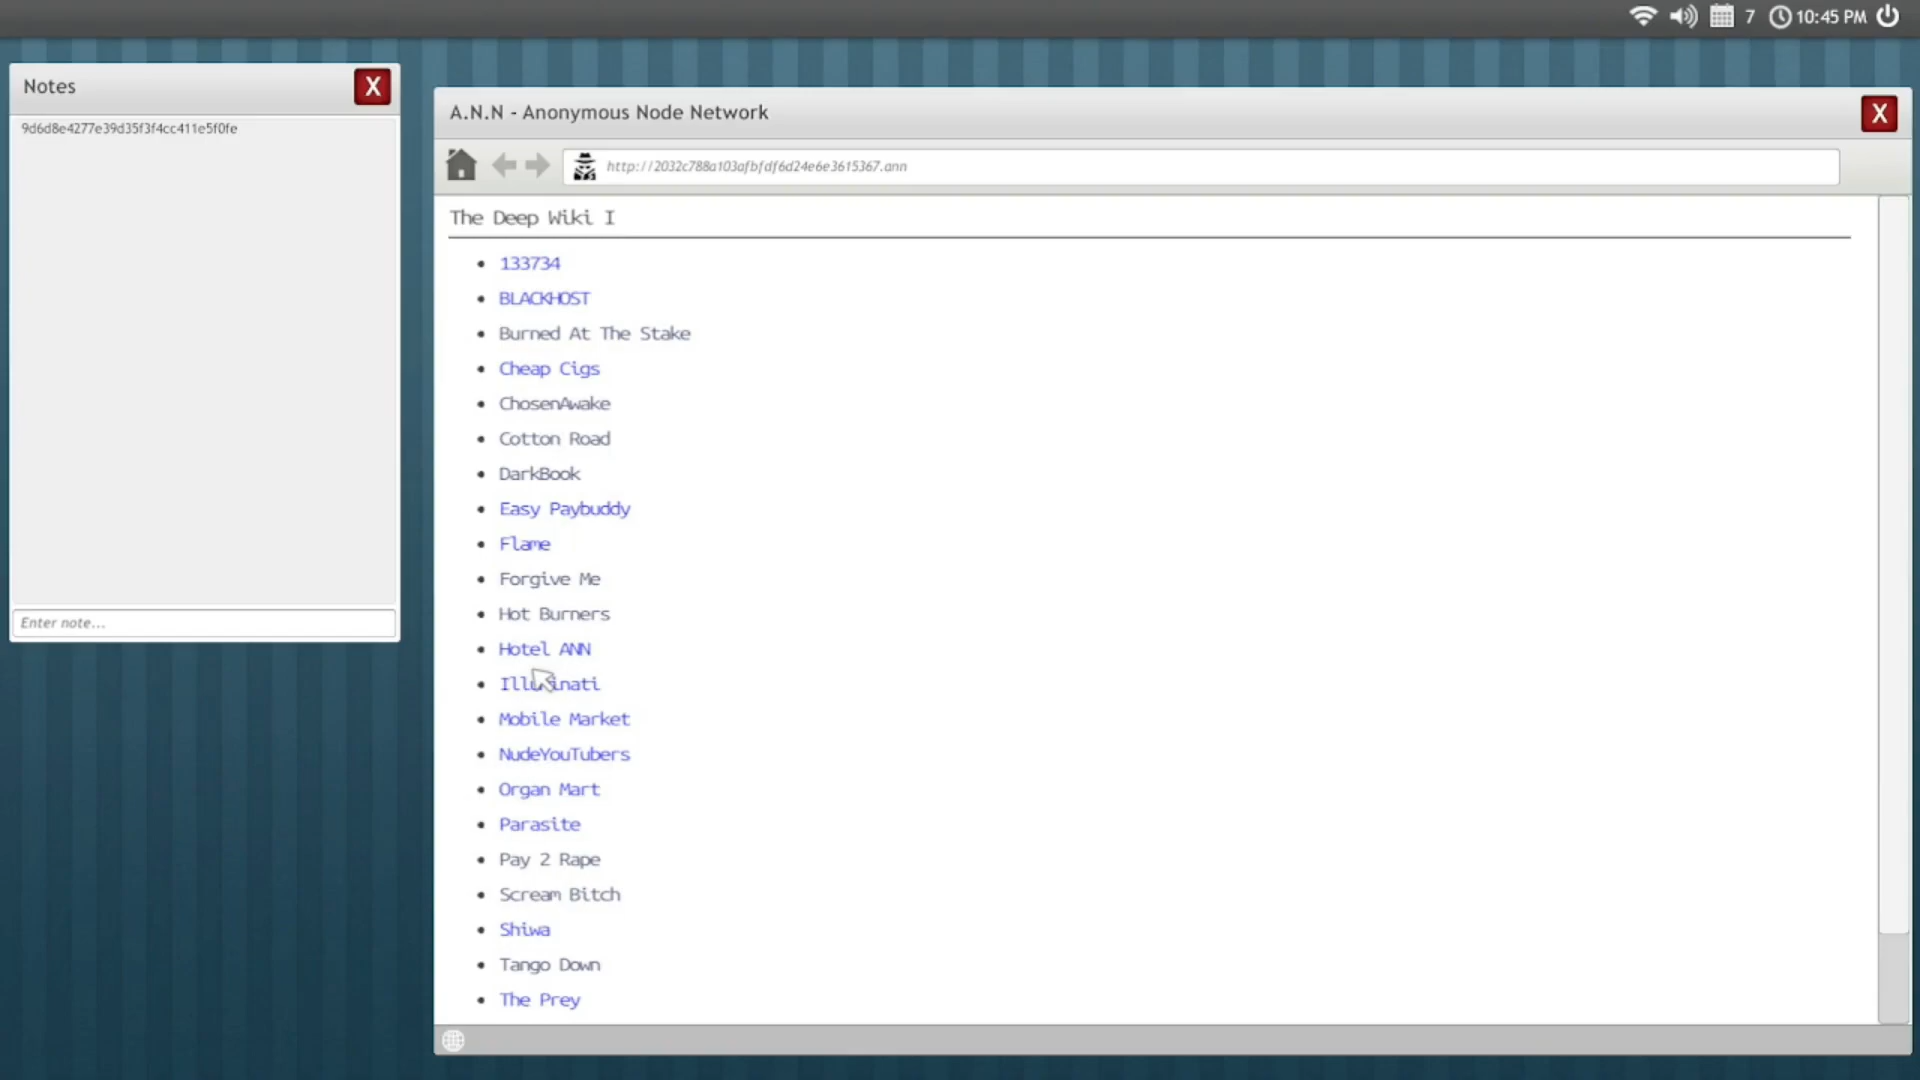 7 10:45 PM
Notes
X
9d6d8e4277e39d35f3f4cc411e5f0fe
Enter note...
A.N.N - Anonymous Node Network
X
http://2032c788a103afbfdf6d24e6e3615367.ann
The Deep Wiki I
133734
BLACKHOST
Burned At The Stake
Cheap Cigs
ChosenAwake
Cotton Road
DarkBook
Easy Paybuddy
Flame
Forgive Me
Hot Burners
Hotel ANN
Illuminati
Mobile Market
NudeYouTubers
Organ Mart
Parasite
Pay 2 Rape
Scream Bitch
Shiwa
Tango Down
The Prey